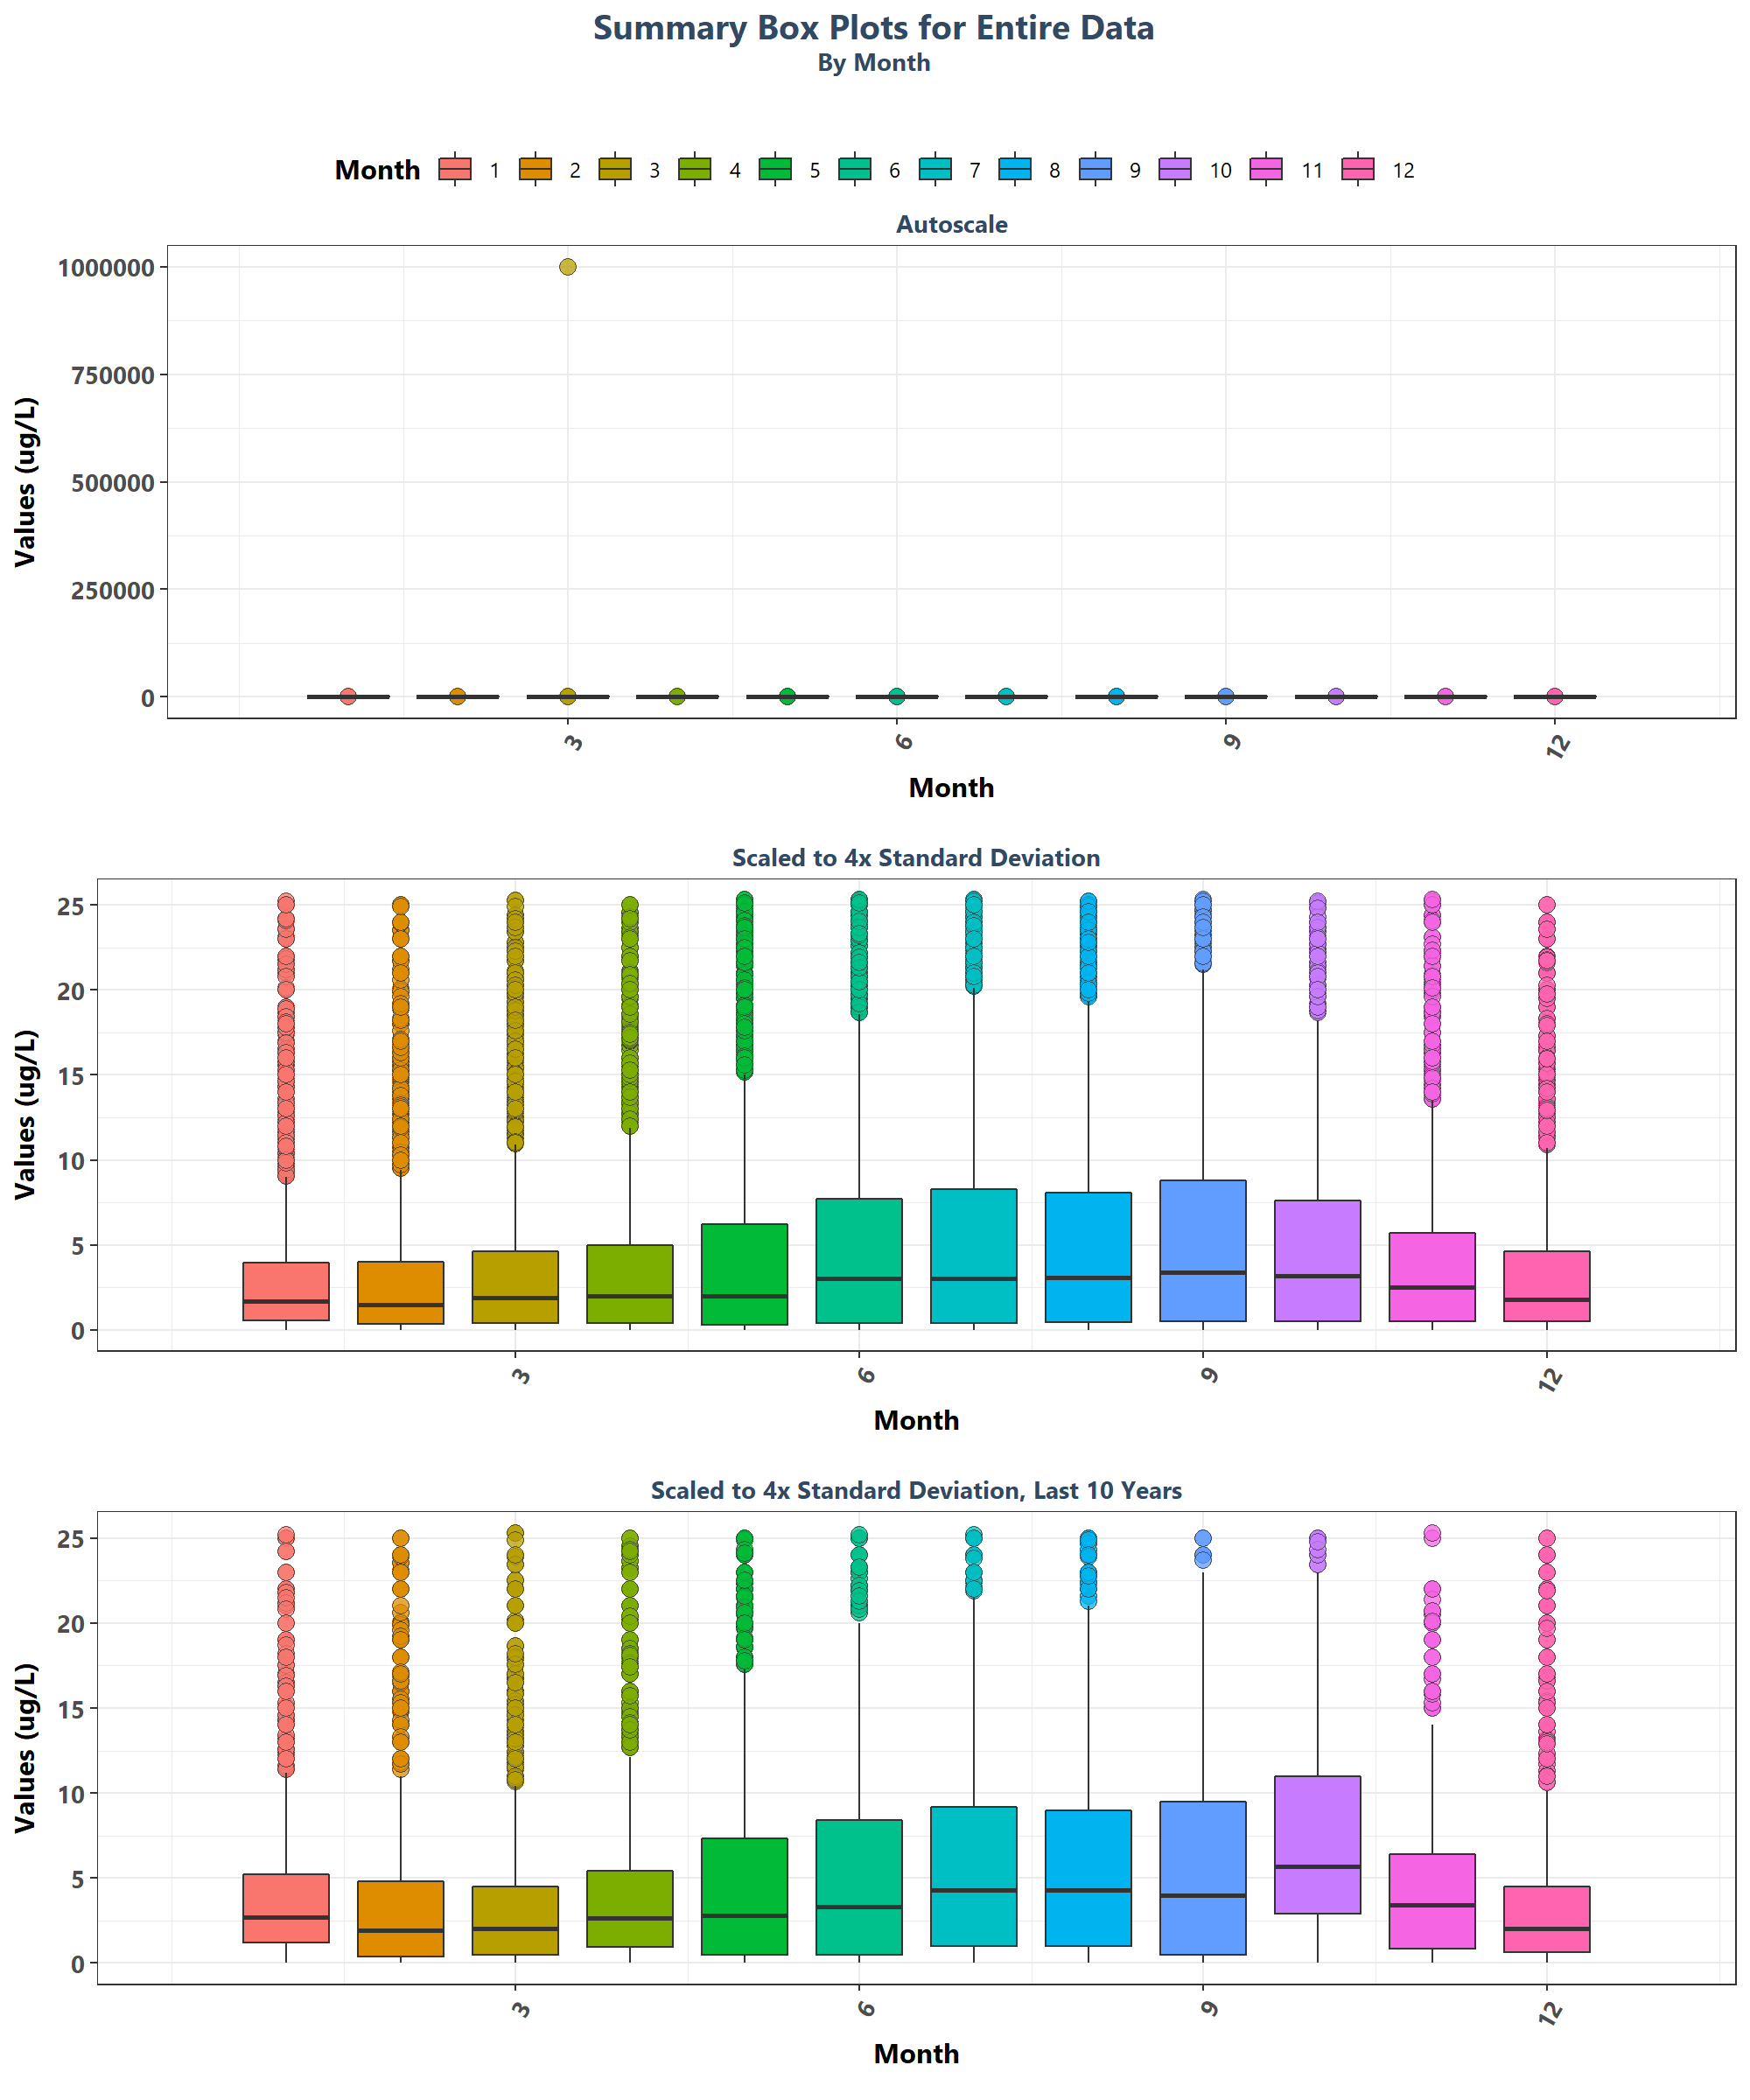 Summary Box Plots for Entire Data
By Month
Month 1 2 3 4 5 6 7 8 9 10 11 12
Autoscale
Values (ug/L)
1000000
750000
500000
250000
0
3 6 9 12
Month
Scaled to 4x Standard Deviation
Values (ug/L)
25
20
15
10
5
0
3 6 9 12
Month
Scaled to 4x Standard Deviation, Last 10 Years
Values (ug/L)
25
20
15
10
5
0
3 6 9 12
Month